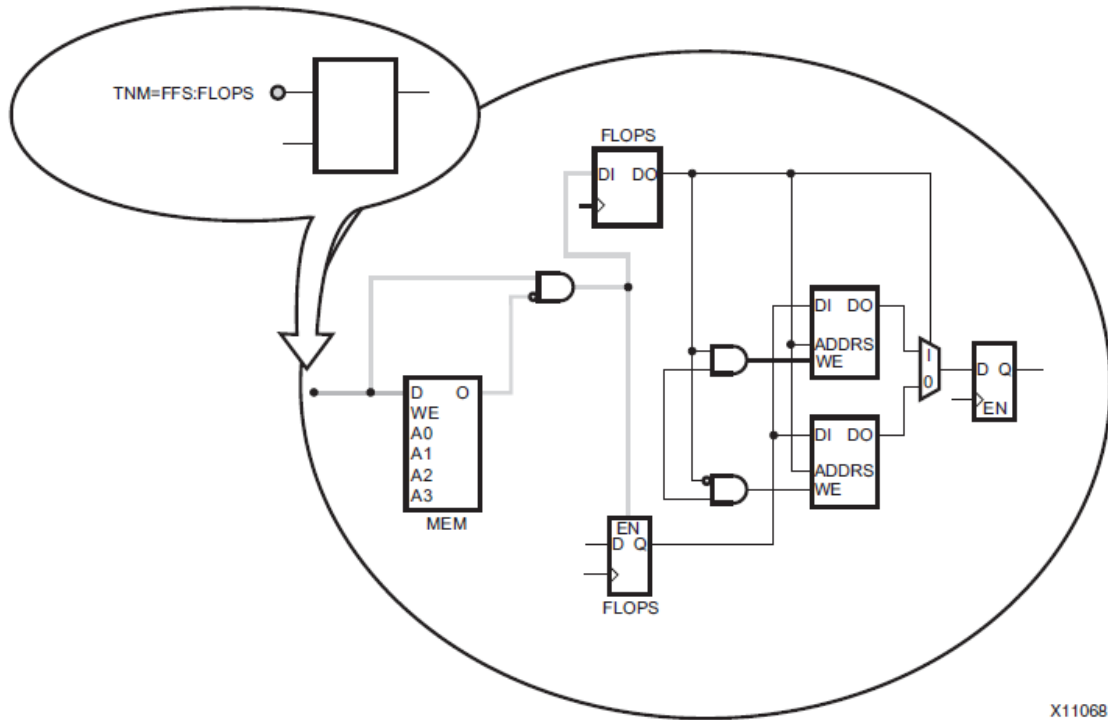 TNM=FFS:FLOPS
FLOPS
DI DO
DI DO
ADDRS
WE
I
0
D Q
EN
D O
WE
A0
A1
A2
A3
MEM
DI DO
ADDRS
WE
EN
D Q
FLOPS
X11068